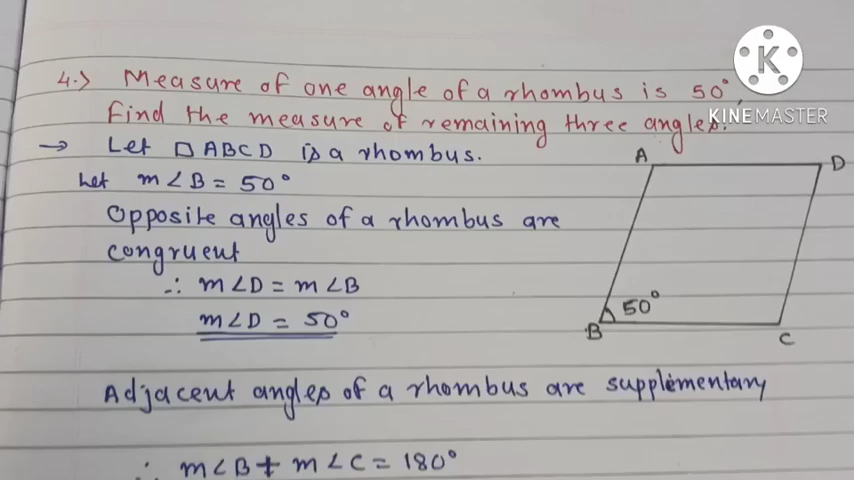 4.> Measure of one angle of a rhombus is 50°,
find the measure of remaining three angles.
→ Let □ABCD is a rhombus.
Let m∠B = 50°
Opposite angles of a rhombus are
congruent
∴ m∠D = m∠B
m∠D = 50°
Adjacent angles of a rhombus are supplementary
∴ m∠B + m∠C = 180°
A
D
50°
B
C
K
KINEMASTER